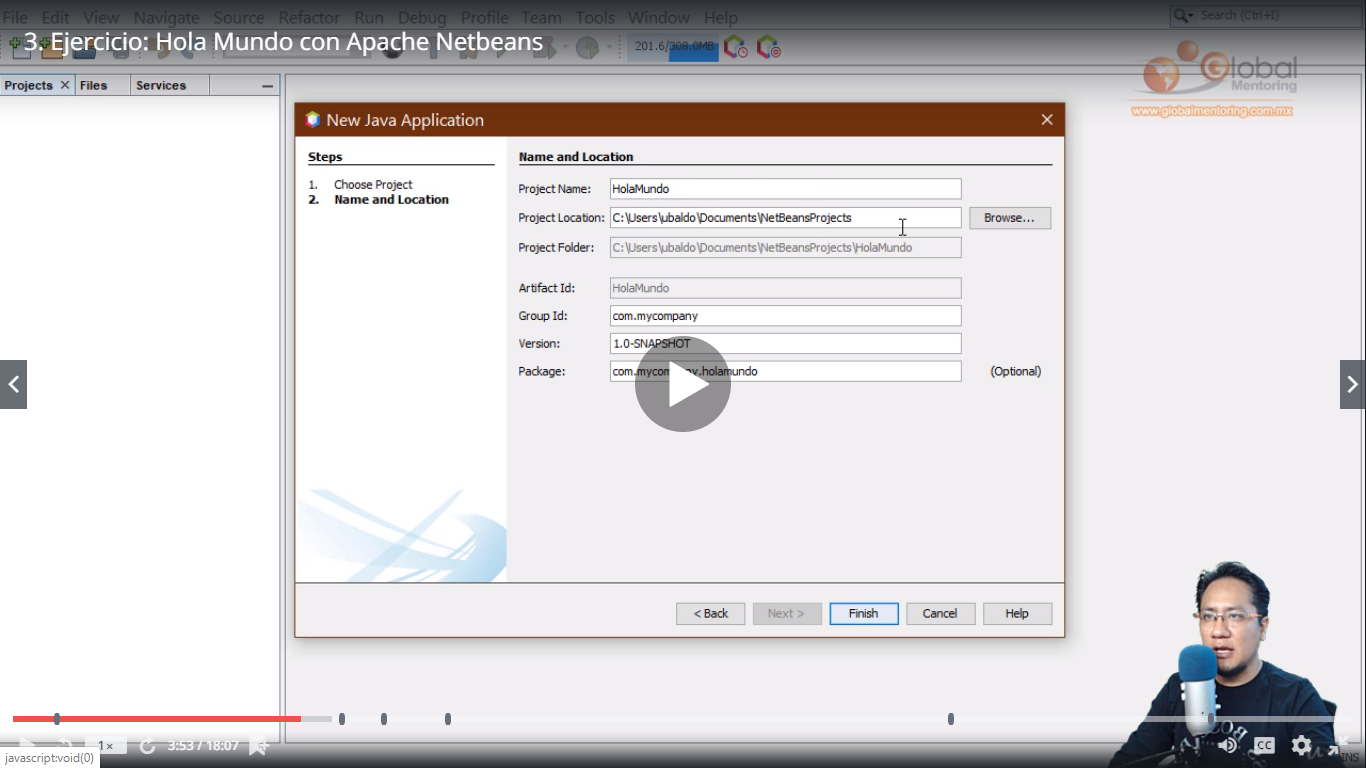 File Edit View Navigate Source Refactor Run Debug Profile Team Tools Window Help
Search (Ctrl+I)
3. Ejercicio: Hola Mundo con Apache Netbeans
201.6/308.0MB
Global
Mentoring
www.globalmentoring.com.mx
Projects Files Services
New Java Application
Steps
1. Choose Project
2. Name and Location
Name and Location
Project Name: HolaMundo
Project Location: C:\Users\ubaldo\Documents\NetBeansProjects Browse...
Project Folder: C:\Users\ubaldo\Documents\NetBeansProjects\HolaMundo
Artifact Id: HolaMundo
Group Id: com.mycompany
Version: 1.0-SNAPSHOT
Package: com.mycompany.holamundo (Optional)
< Back Next > Finish Cancel Help
1x 3:53 / 18:07 CC
javascript:void(0)
INS